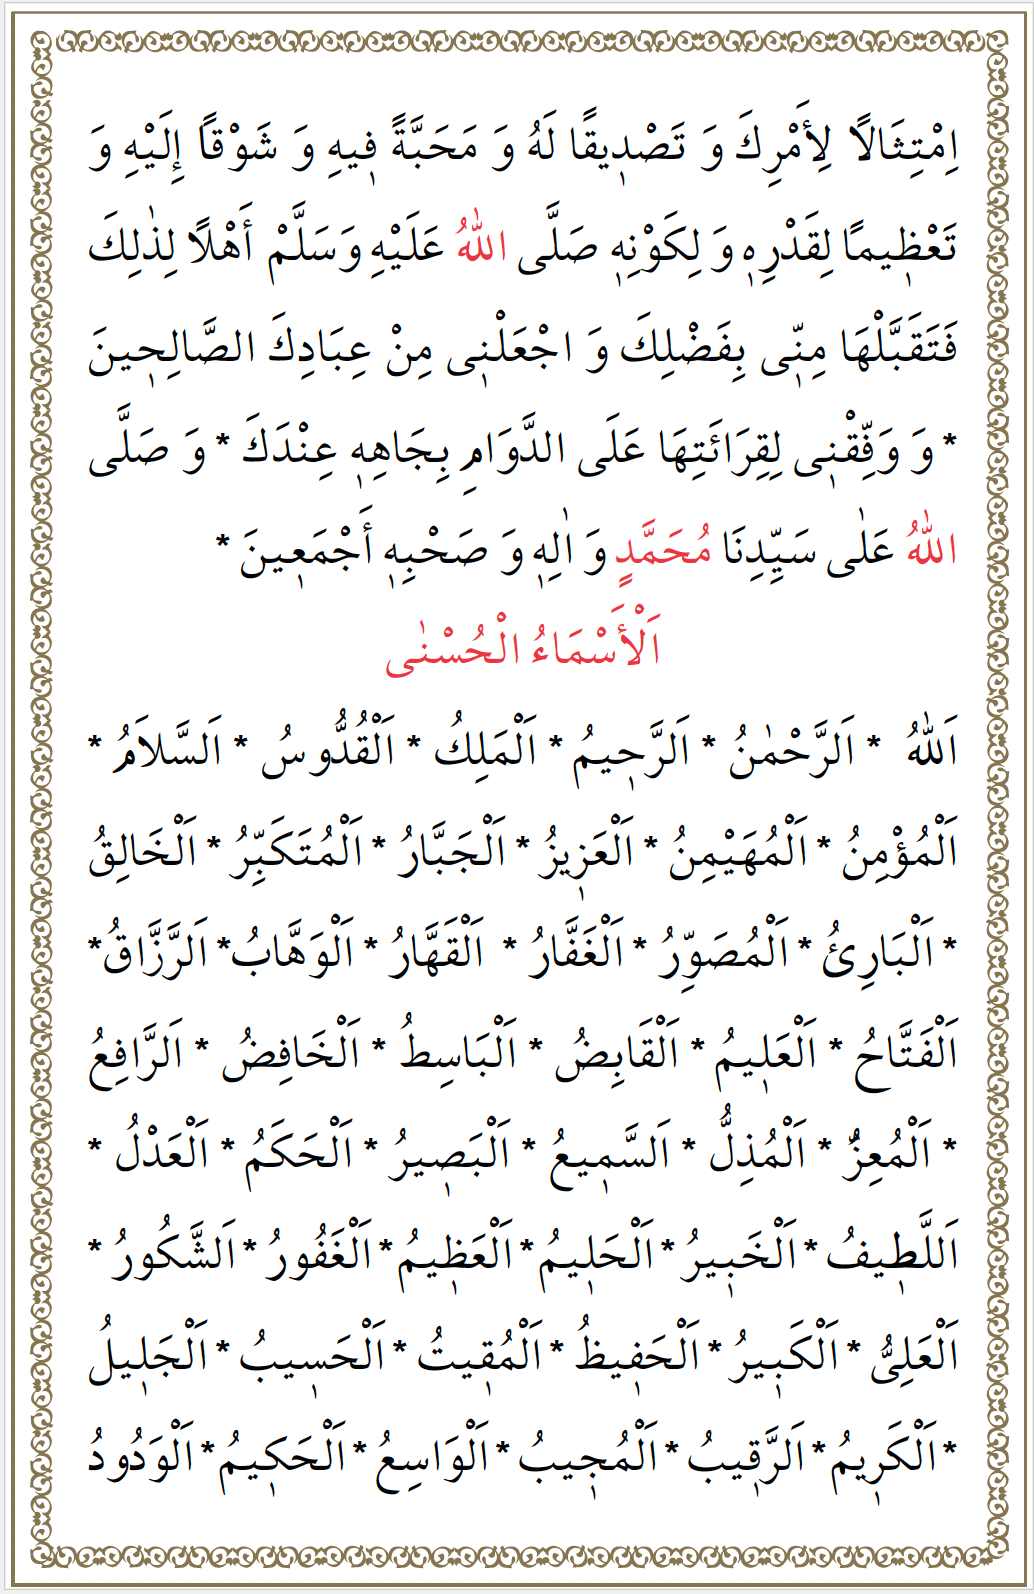 اِمْتِثَالًا لِأَمْرِكَ وَ تَصْدٖيقًا لَهُ وَ مَحَبَّةً فٖيهِ وَ شَوْقًا إِلَيْهِ وَ
تَعْظٖيمًا لِقَدْرِهٖ وَ لِكَوْنِهٖ صَلَّى اللّٰهُ عَلَيْهِ وَسَلَّمْ أَهْلًا لِذٰلِكَ
فَتَقَبَّلْهَا مِنّٖى بِفَضْلِكَ وَ اجْعَلْنٖى مِنْ عِبَادِكَ الصَّالِحٖينَ
* وَ وَفِّقْنٖى لِقِرَائَتِهَا عَلَى الدَّوَامِ بِجَاهِهٖ عِنْدَكَ * وَ صَلَّى
اللّٰهُ عَلٰى سَيِّدِنَا مُحَمَّدٍ وَ اٰلِهٖ وَ صَحْبِهٖ أَجْمَعٖينَ *
اَلْأَسْمَاءُ الْحُسْنٰى
اَللّٰهُ * اَلرَّحْمٰنُ * اَلرَّحٖيمُ * اَلْمَلِكُ * اَلْقُدُّوسُ * اَلسَّلَامُ *
اَلْمُؤْمِنُ * اَلْمُهَيْمِنُ * اَلْعَزٖيزُ * اَلْجَبَّارُ * اَلْمُتَكَبِّرُ * اَلْخَالِقُ
* اَلْبَارِئُ * اَلْمُصَوِّرُ * اَلْغَفَّارُ * اَلْقَهَّارُ * اَلْوَهَّابُ* اَلرَّزَّاقُ*
اَلْفَتَّاحُ * اَلْعَلٖيمُ * اَلْقَابِضُ * اَلْبَاسِطُ * اَلْخَافِضُ * اَلرَّافِعُ
* اَلْمُعِزُّ * اَلْمُذِلُّ * اَلسَّمٖيعُ * اَلْبَصٖيرُ * اَلْحَكَمُ * اَلْعَدْلُ *
اَللَّطٖيفُ * اَلْخَبٖيرُ * اَلْحَلٖيمُ* اَلْعَظٖيمُ* اَلْغَفُورُ * اَلشَّكُورُ *
اَلْعَلِىُّ * اَلْكَبٖيرُ * اَلْحَفٖيظُ * اَلْمُقٖيتُ * اَلْحَسٖيبُ * اَلْجَلٖيلُ
* اَلْكَرٖيمُ* اَلرَّقٖيبُ * اَلْمُجٖيبُ * اَلْوَاسِعُ * اَلْحَكٖيمُ* اَلْوَدُودُ